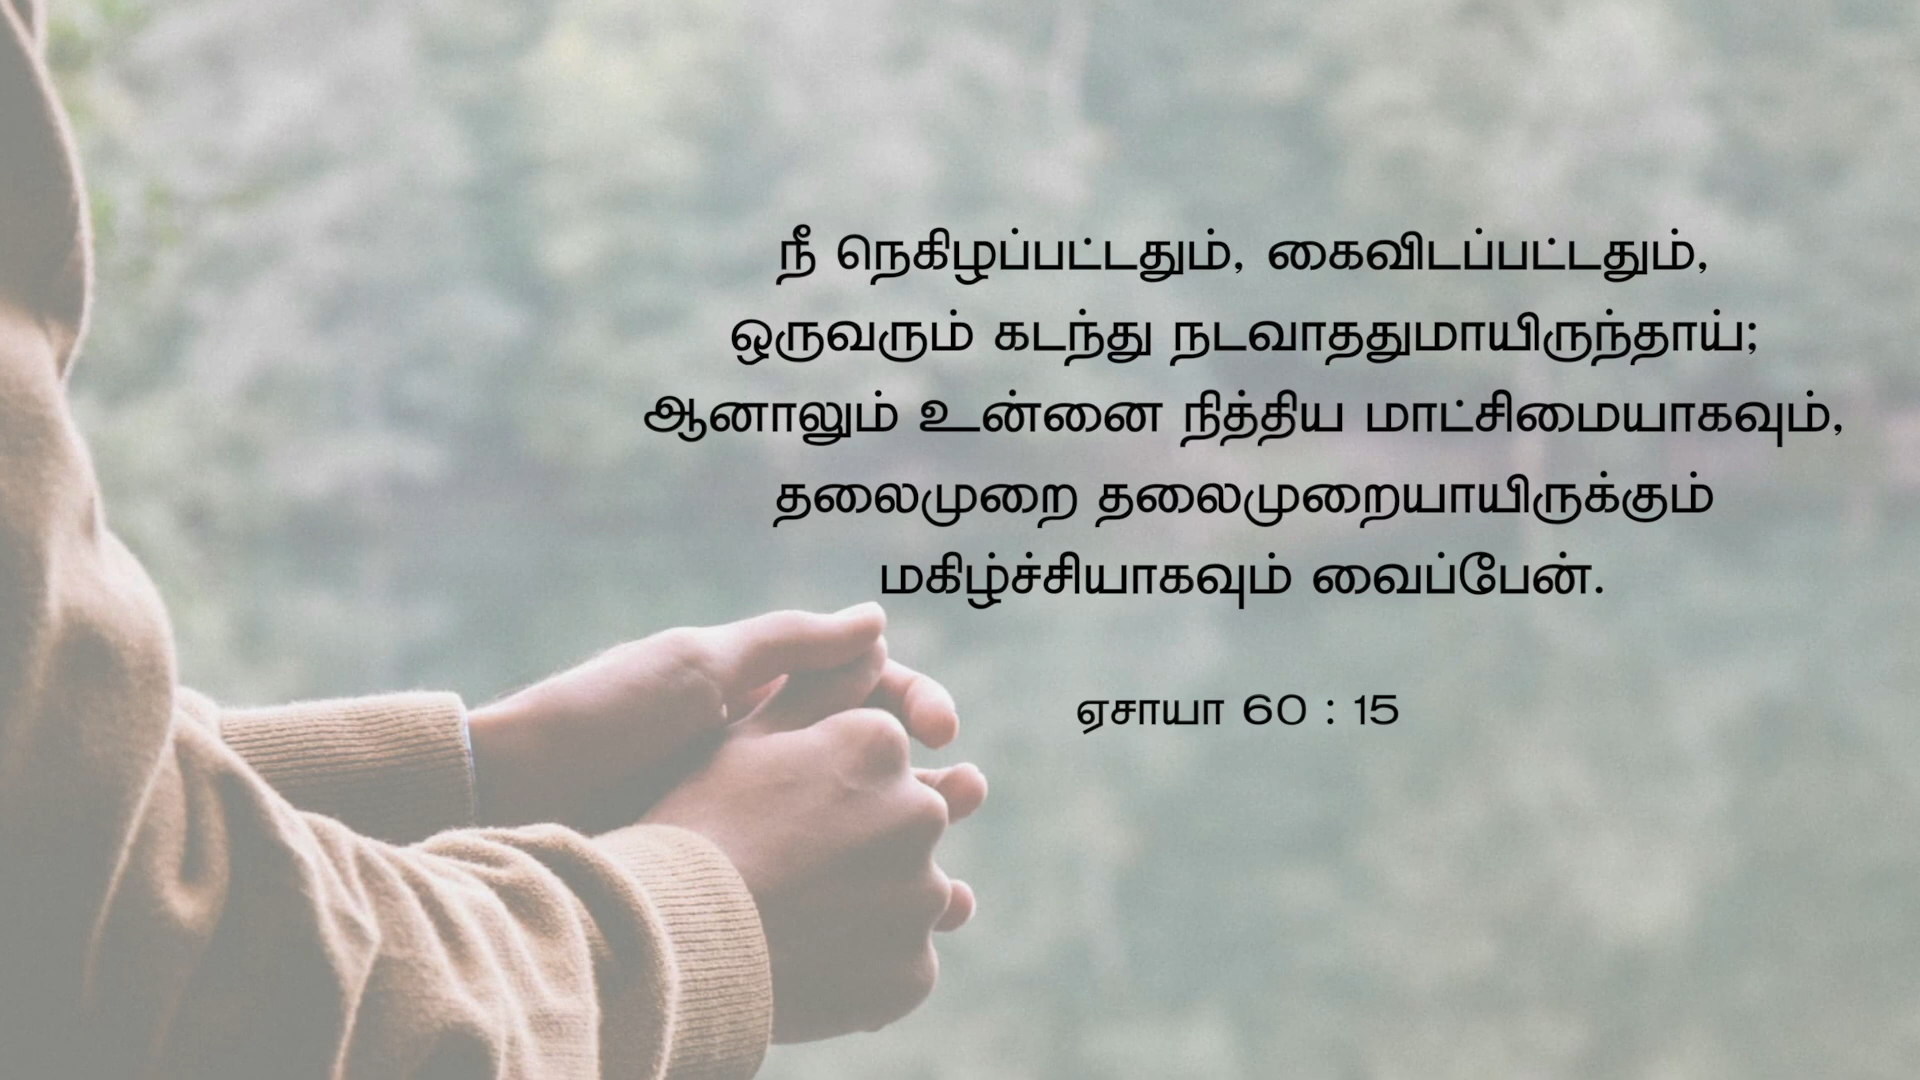 நீ நெகிழப்பட்டதும், கைவிடப்பட்டதும்,
ஒருவரும் கடந்து நடவாததுமாயிருந்தாய்;
ஆனாலும் உன்னை நித்திய மாட்சிமையாகவும்,
தலைமுறை தலைமுறையாயிருக்கும்
மகிழ்ச்சியாகவும் வைப்பேன்.
ஏசாயா 60 : 15